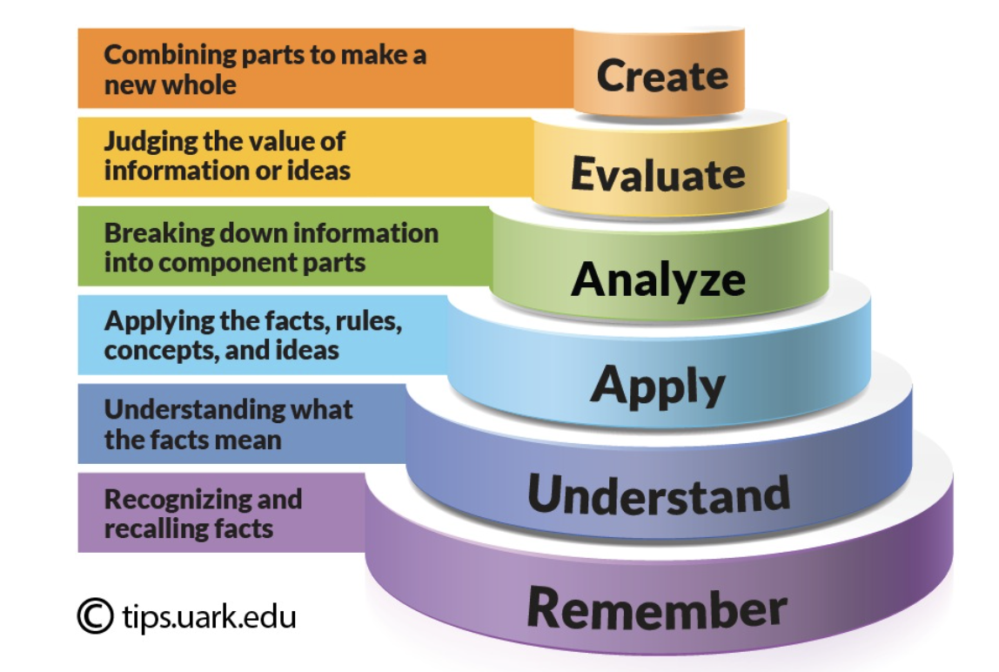 Combining parts to make a
new whole
Create
Judging the value of
information or ideas
Evaluate
Breaking down information
into component parts
Analyze
Applying the facts, rules,
concepts, and ideas
Apply
Understanding what
the facts mean
Understand
Recognizing and
recalling facts
Remember
© tips.uark.edu